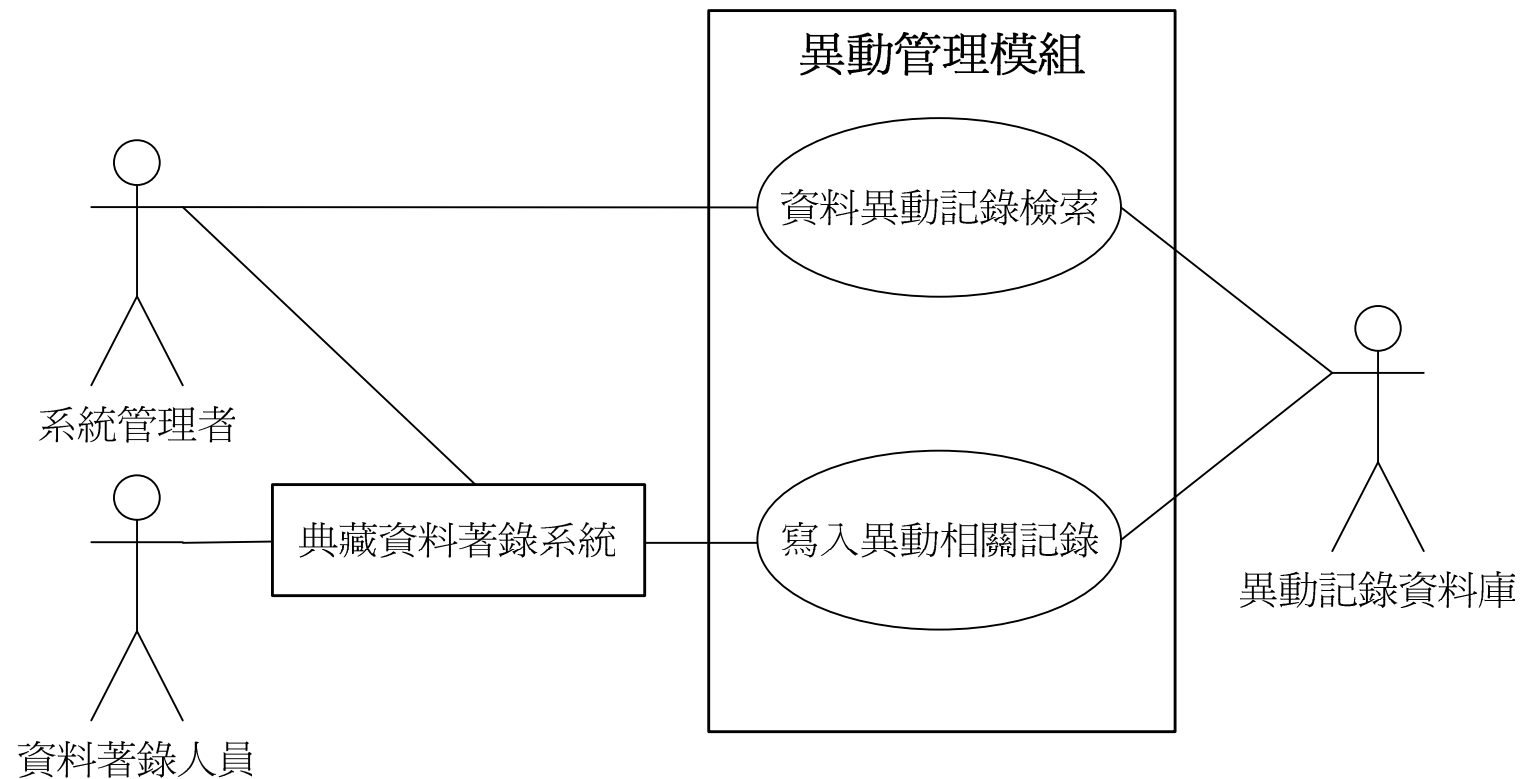 異動管理模組
資料異動記錄檢索
系統管理者
典藏資料著錄系統
寫入異動相關記錄
異動記錄資料庫
資料著錄人員